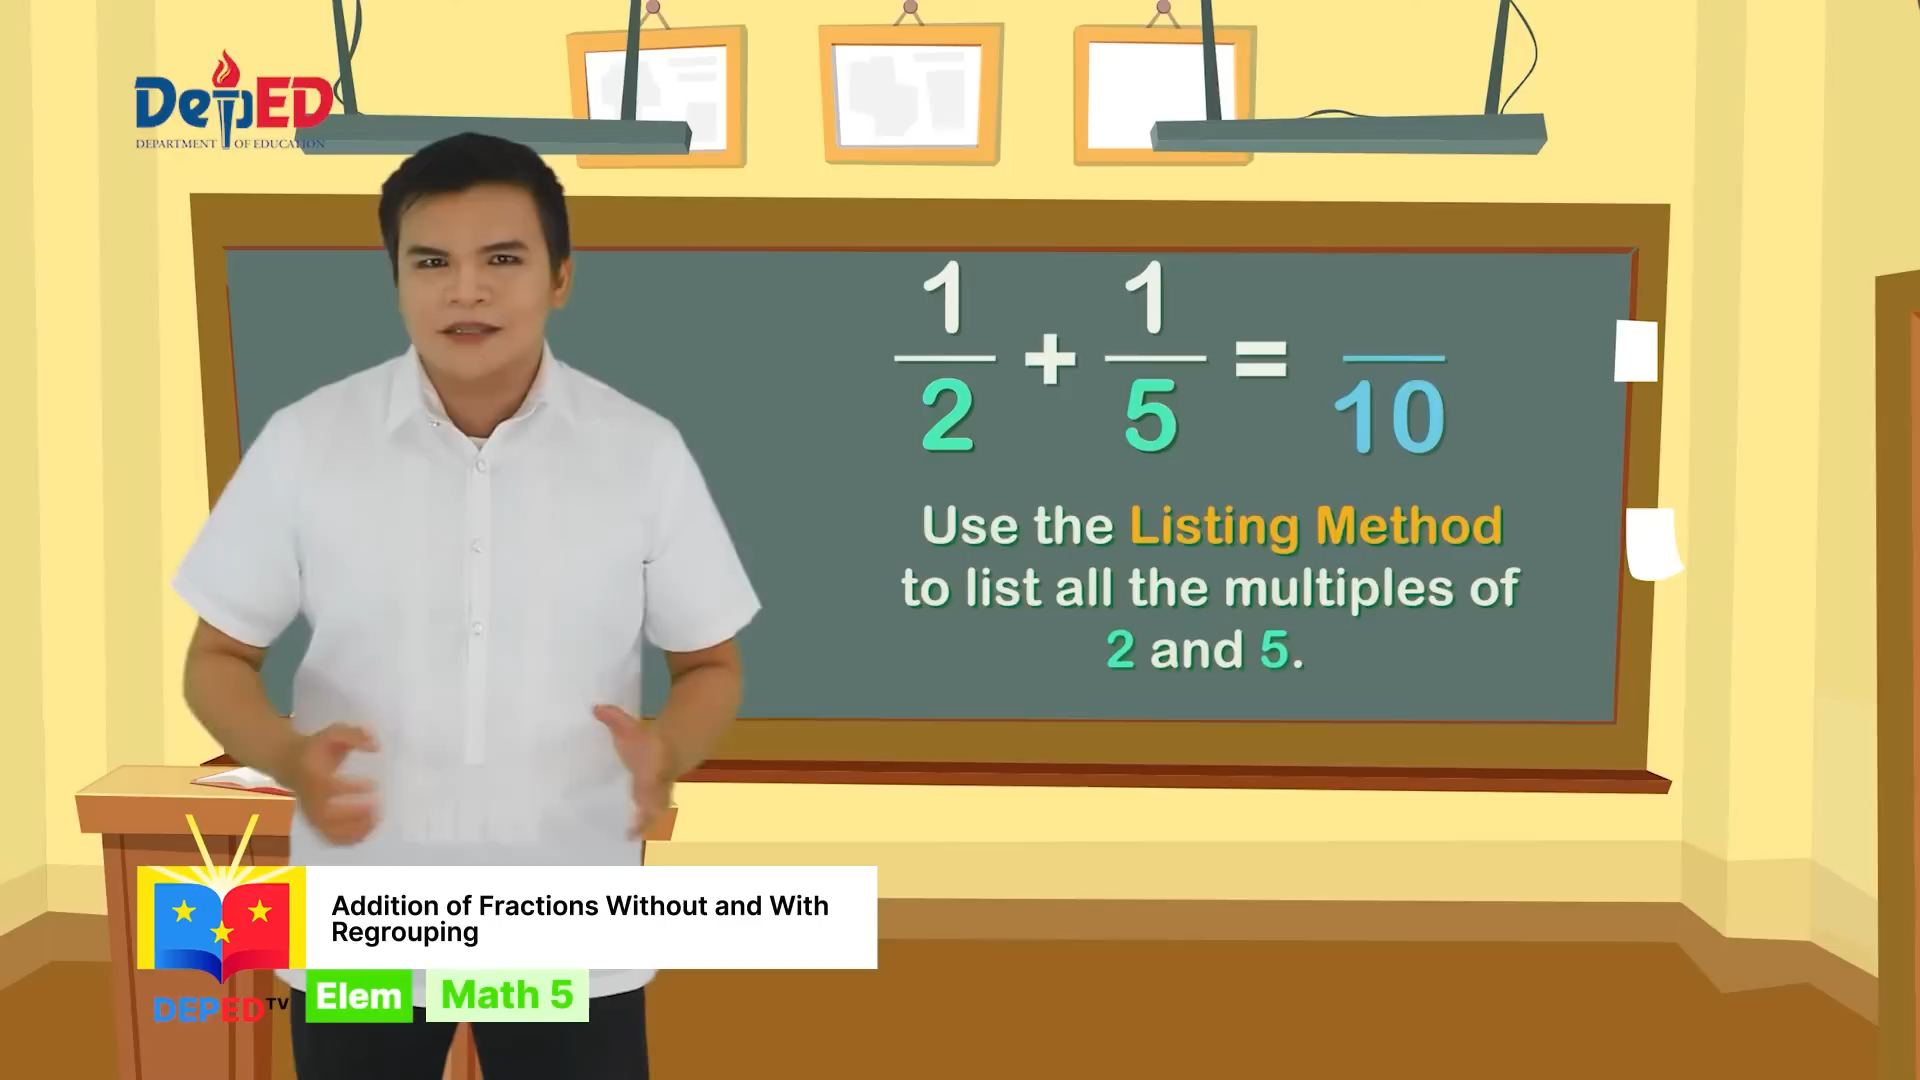 DepED
DEPARTMENT OF EDUCATION
1 1
2 + 5 = 10
Use the Listing Method
to list all the multiples of
2 and 5.
Addition of Fractions Without and With
Regrouping
DEPED TV
Elem
Math 5